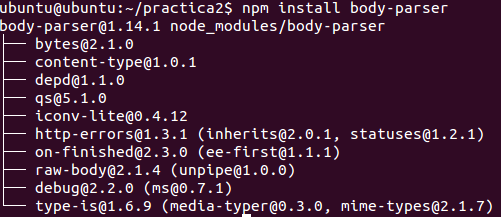 ubuntu@ubuntu:~/practica2$ npm install body-parser
body-parser@1.14.1 node_modules/body-parser
├── bytes@2.1.0
├── content-type@1.0.1
├── depd@1.1.0
├── qs@5.1.0
├── iconv-lite@0.4.12
├── http-errors@1.3.1 (inherits@2.0.1, statuses@1.2.1)
├── on-finished@2.3.0 (ee-first@1.1.1)
├── raw-body@2.1.4 (unpipe@1.0.0)
├── debug@2.2.0 (ms@0.7.1)
└── type-is@1.6.9 (media-typer@0.3.0, mime-types@2.1.7)